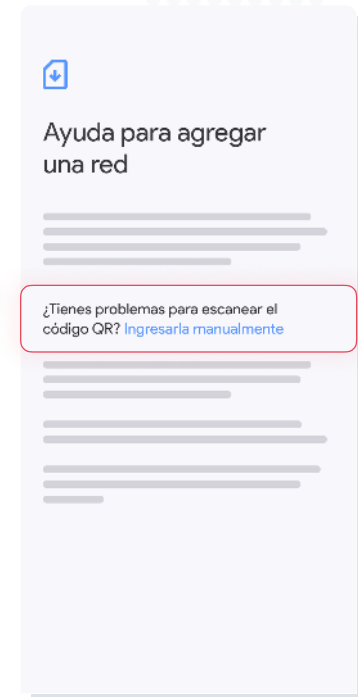 Ayuda para agregar
una red
¿Tienes problemas para escanear el
código QR? Ingresarla manualmente